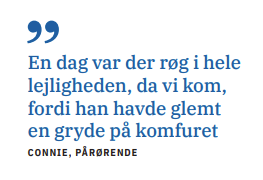 ”
En dag var der røg i hele
lejligheden, da vi kom,
fordi han havde glemt
en gryde på komfuret
CONNIE, PÅRØRENDE